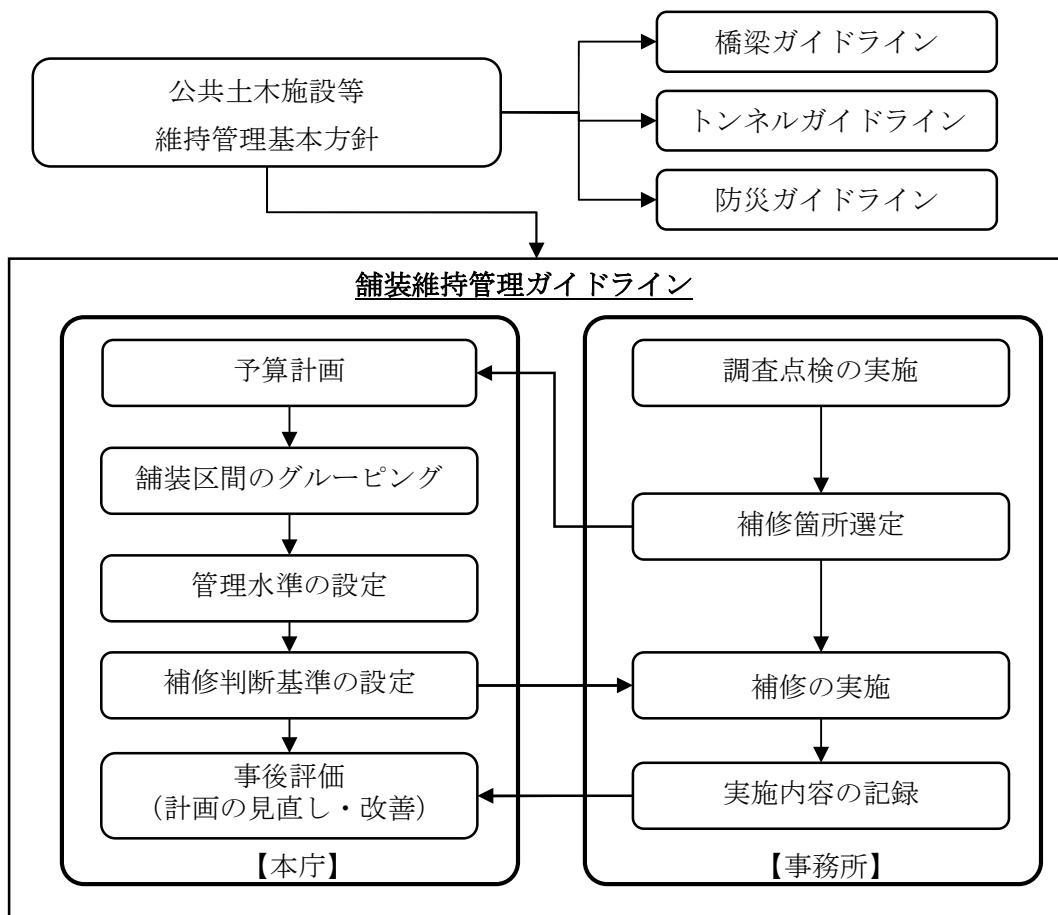 公共土木施設等
維持管理基本方針
橋梁ガイドライン
トンネルガイドライン
防災ガイドライン
舗装維持管理ガイドライン
予算計画
舗装区間のグルーピング
管理水準の設定
補修判断基準の設定
事後評価
（計画の見直し・改善）
【本庁】
調査点検の実施
補修箇所選定
補修の実施
実施内容の記録
【事務所】